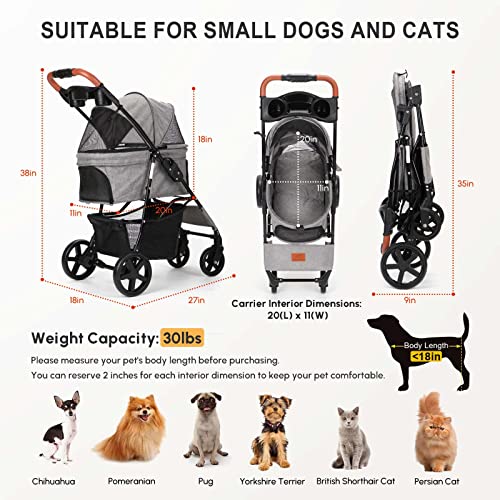 SUITABLE FOR SMALL DOGS AND CATS
38in
18in
11in
20in
18in
27in
20in
11in
35in
9in
Carrier Interior Dimensions:
20(L) x 11(W)
Weight Capacity: 30lbs
Please measure your pet's body length before purchasing.
You can reserve 2 inches for each interior dimension to keep your pet comfortable.
Body Length
<18in
Chihuahua
Pomeranian
Pug
Yorkshire Terrier
British Shorthair Cat
Persian Cat